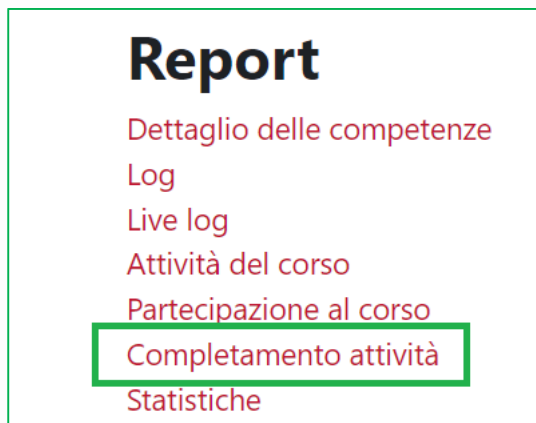 Report
Dettaglio delle competenze
Log
Live log
Attività del corso
Partecipazione al corso
Completamento attività
Statistiche